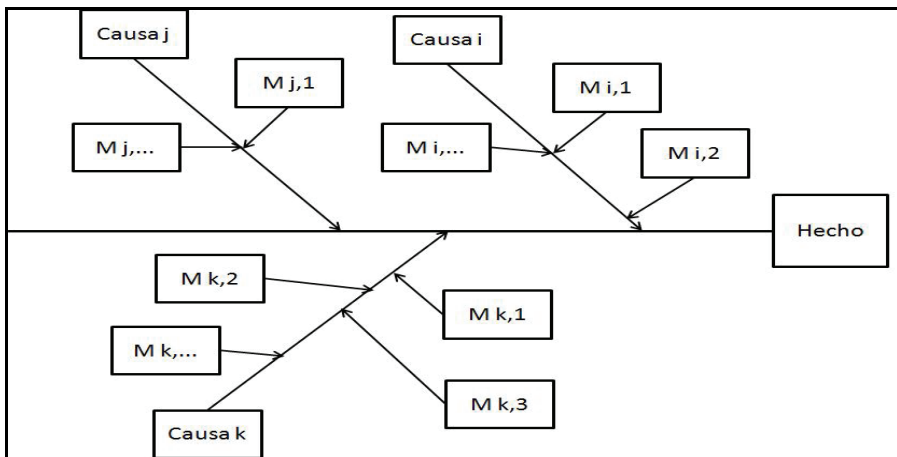 Causa j
Causa i
M j,1
M i,1
M j,...
M i,...
M i,2
Hecho
M k,2
M k,1
M k,...
M k,3
Causa k